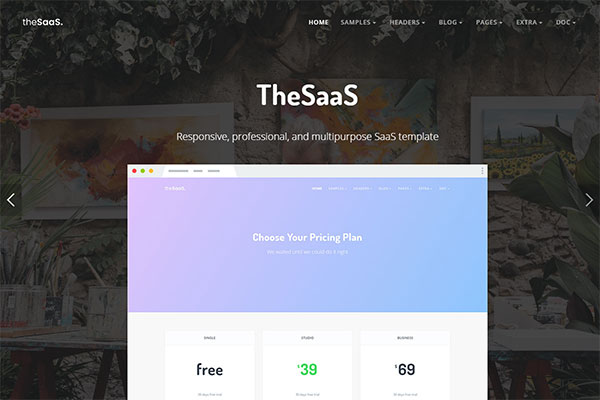 theSaaS.
HOME SAMPLES HEADERS BLOG PAGES EXTRA DOC
TheSaaS
Responsive, professional, and multipurpose SaaS template
theSaaS. HOME SAMPLES HEADERS BLOG PAGES EXTRA DOC
Choose Your Pricing Plan
We waited until we could do it right
SINGLE STUDIO BUSINESS
free $39 $69
30 days free trial 30 days free trial 30 days free trial